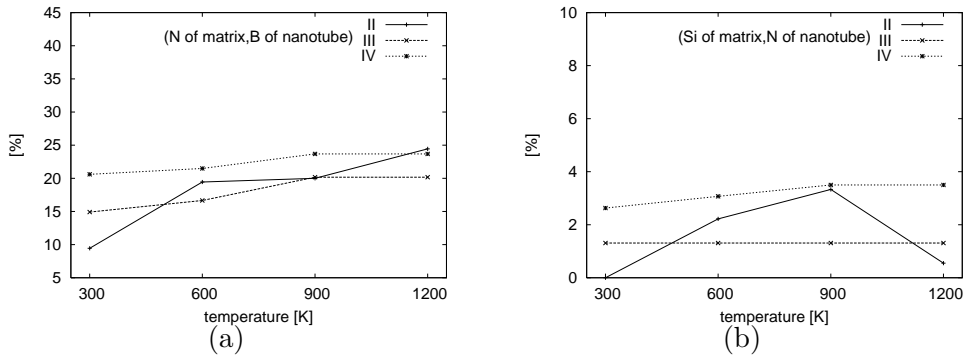 45
40
35
30
25
20
15
10
5
[%]
(N of matrix,B of nanotube)
II
III
IV
300 600 900 1200
temperature [K]
(a)
10
8
6
4
2
0
[%]
(Si of matrix,N of nanotube)
II
III
IV
300 600 900 1200
temperature [K]
(b)